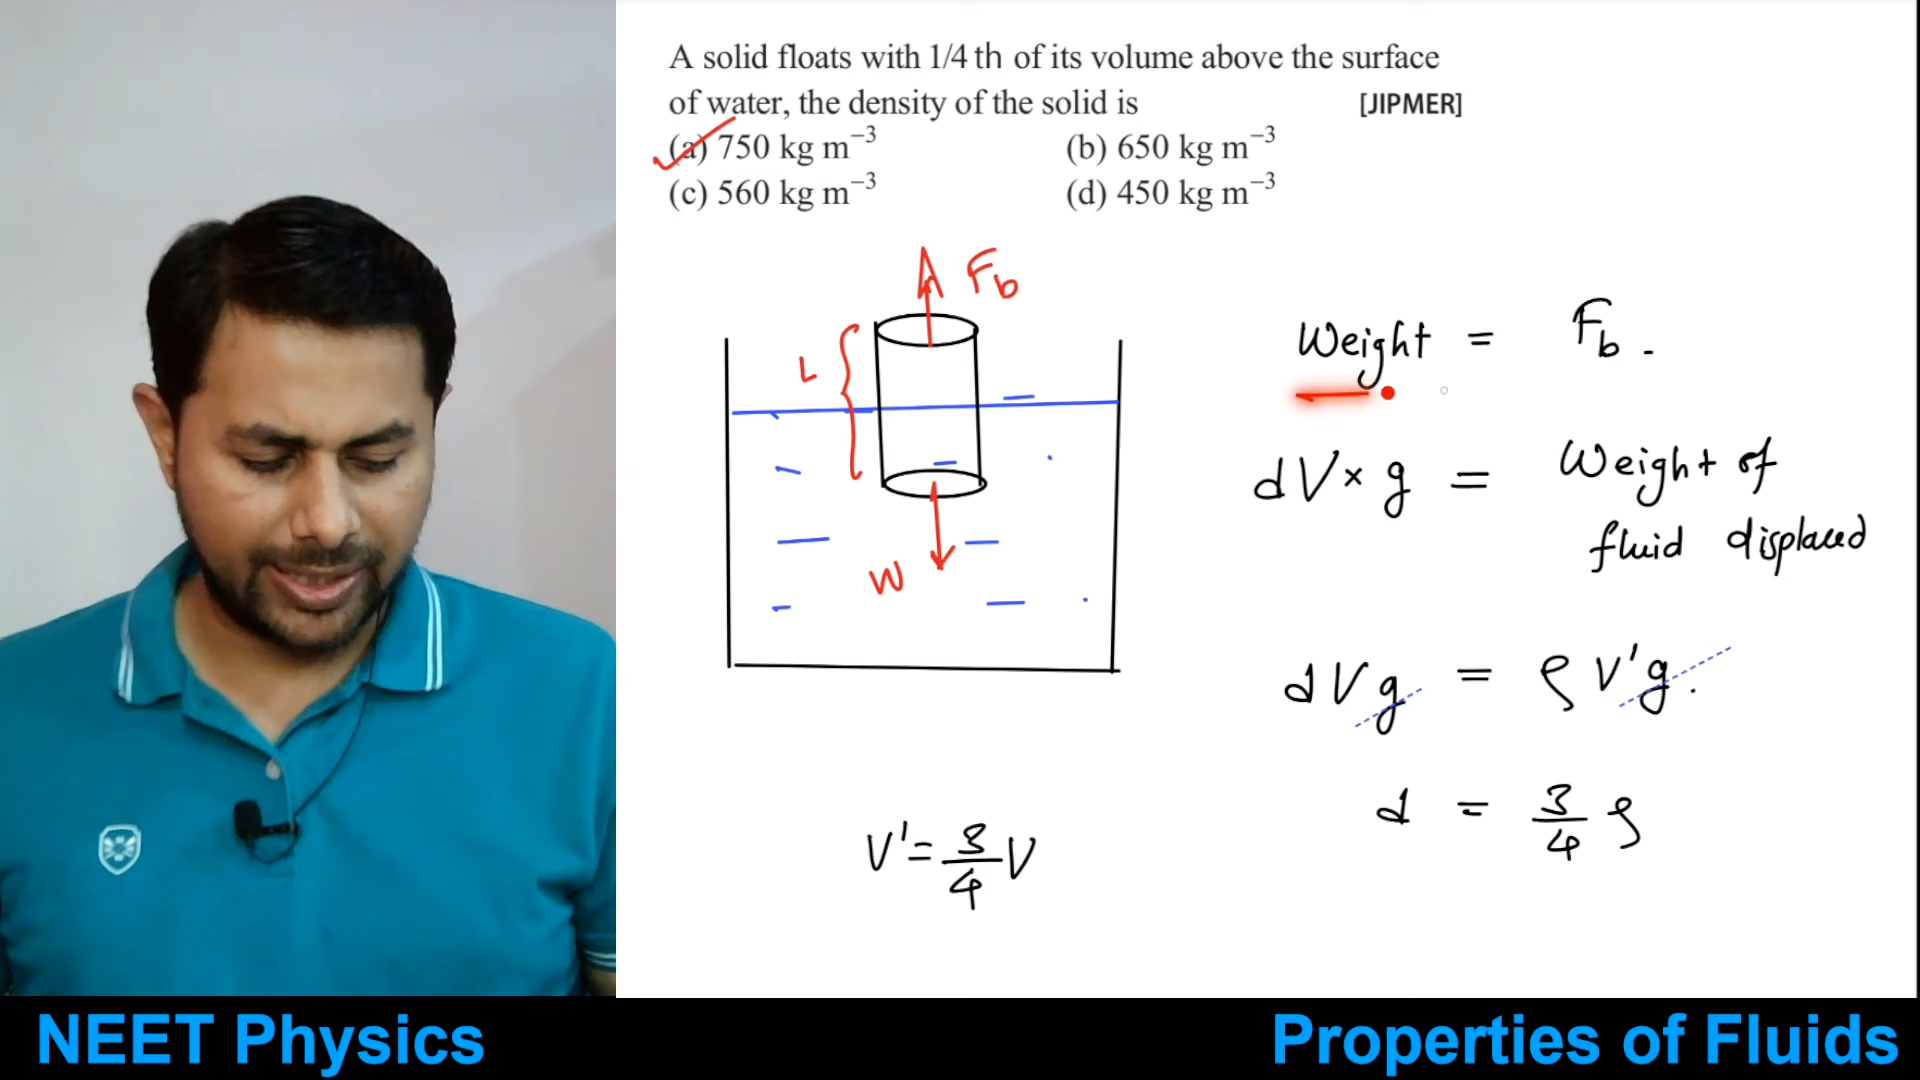 A solid floats with 1/4 th of its volume above the surface
of water, the density of the solid is [JIPMER]
(a) 750 kg m⁻³ (b) 650 kg m⁻³
(c) 560 kg m⁻³ (d) 450 kg m⁻³
F_b
L
W
Weight = F_b.
dV × g = Weight of
fluid displaced
dVg = ρV'g.
V' = 3/4 V
d = 3/4 ρ
NEET Physics
Properties of Fluids